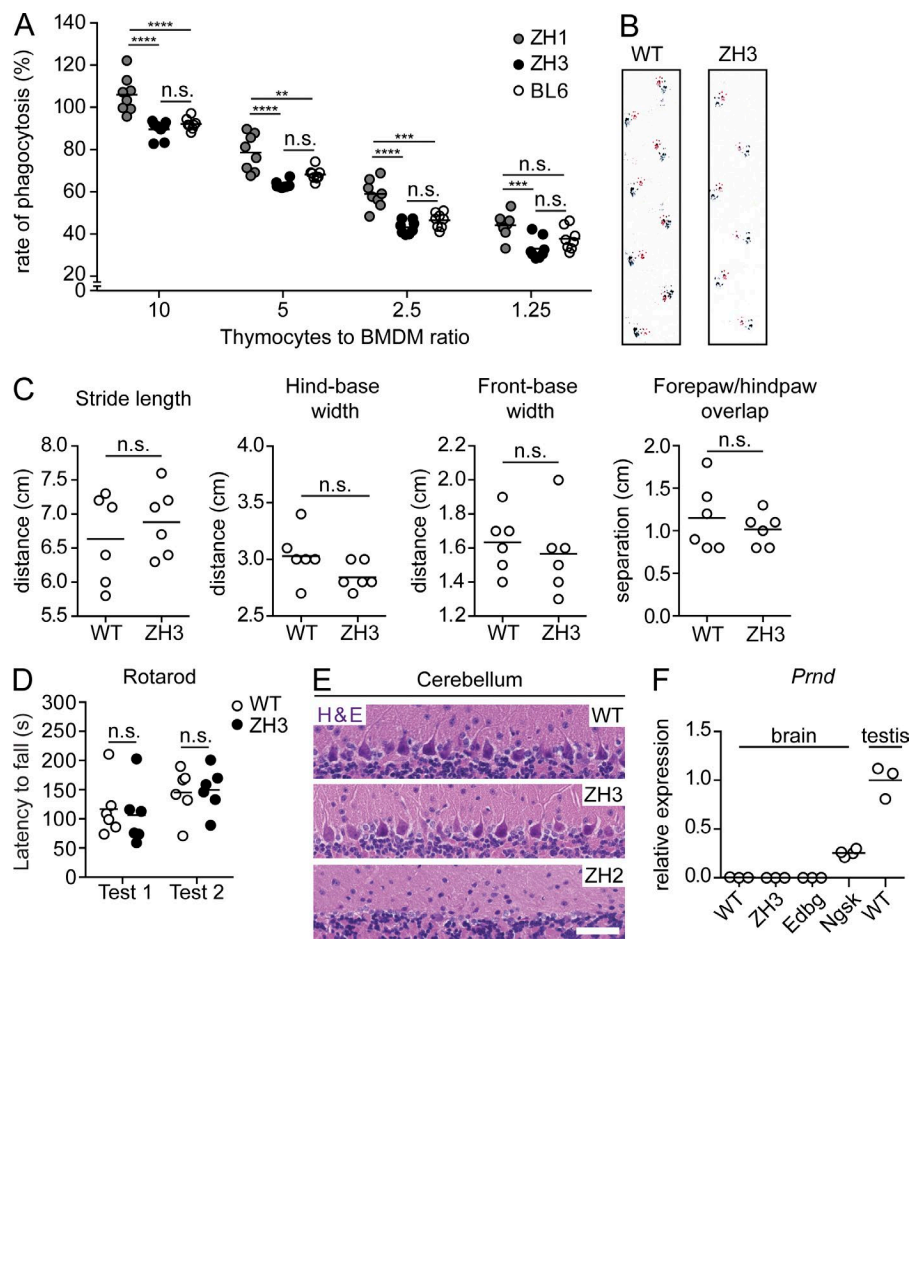 A
rate of phagocytosis (%)
140
120
100
80
60
40
20
0
****
****
n.s.
**
****
n.s.
***
****
n.s.
n.s.
***
n.s.
ZH1
ZH3
BL6
10
5
2.5
1.25
Thymocytes to BMDM ratio
B
WT
ZH3
C
Stride length
distance (cm)
8.0
7.5
7.0
6.5
6.0
5.5
n.s.
WT
ZH3
Hind-base
width
distance (cm)
4.0
3.5
3.0
2.5
n.s.
WT
ZH3
Front-base
width
distance (cm)
2.2
2.0
1.8
1.6
1.4
1.2
n.s.
WT
ZH3
Forepaw/hindpaw
overlap
separation (cm)
2.0
1.5
1.0
0.5
0.0
n.s.
WT
ZH3
D
Rotarod
Latency to fall (s)
300
250
200
150
100
50
0
n.s.
n.s.
WT
ZH3
Test 1
Test 2
E
Cerebellum
H&E
WT
ZH3
ZH2
F
Prnd
relative expression
1.5
1.0
0.5
0.0
brain
testis
WT
ZH3
Edbg
Ngsk
WT